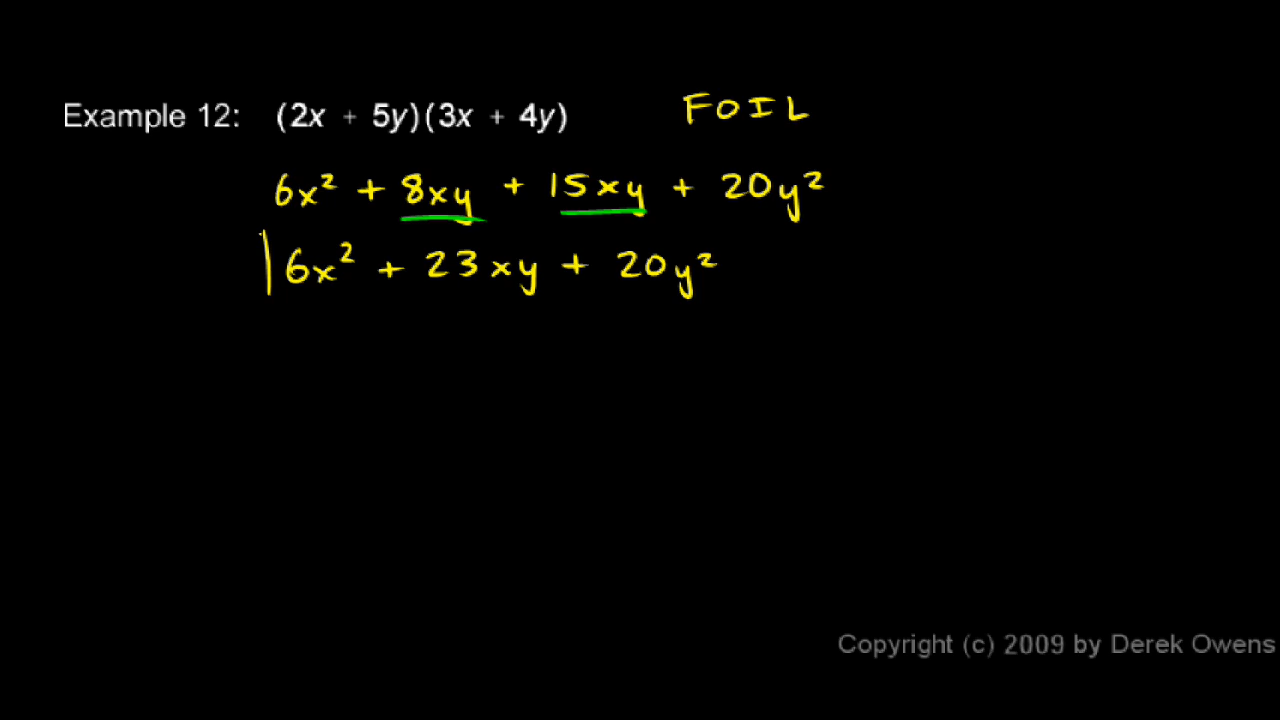 Example 12: (2x + 5y)(3x + 4y) FOIL
6x² + 8xy + 15xy + 20y²
6x² + 23xy + 20y²
Copyright (c) 2009 by Derek Owens